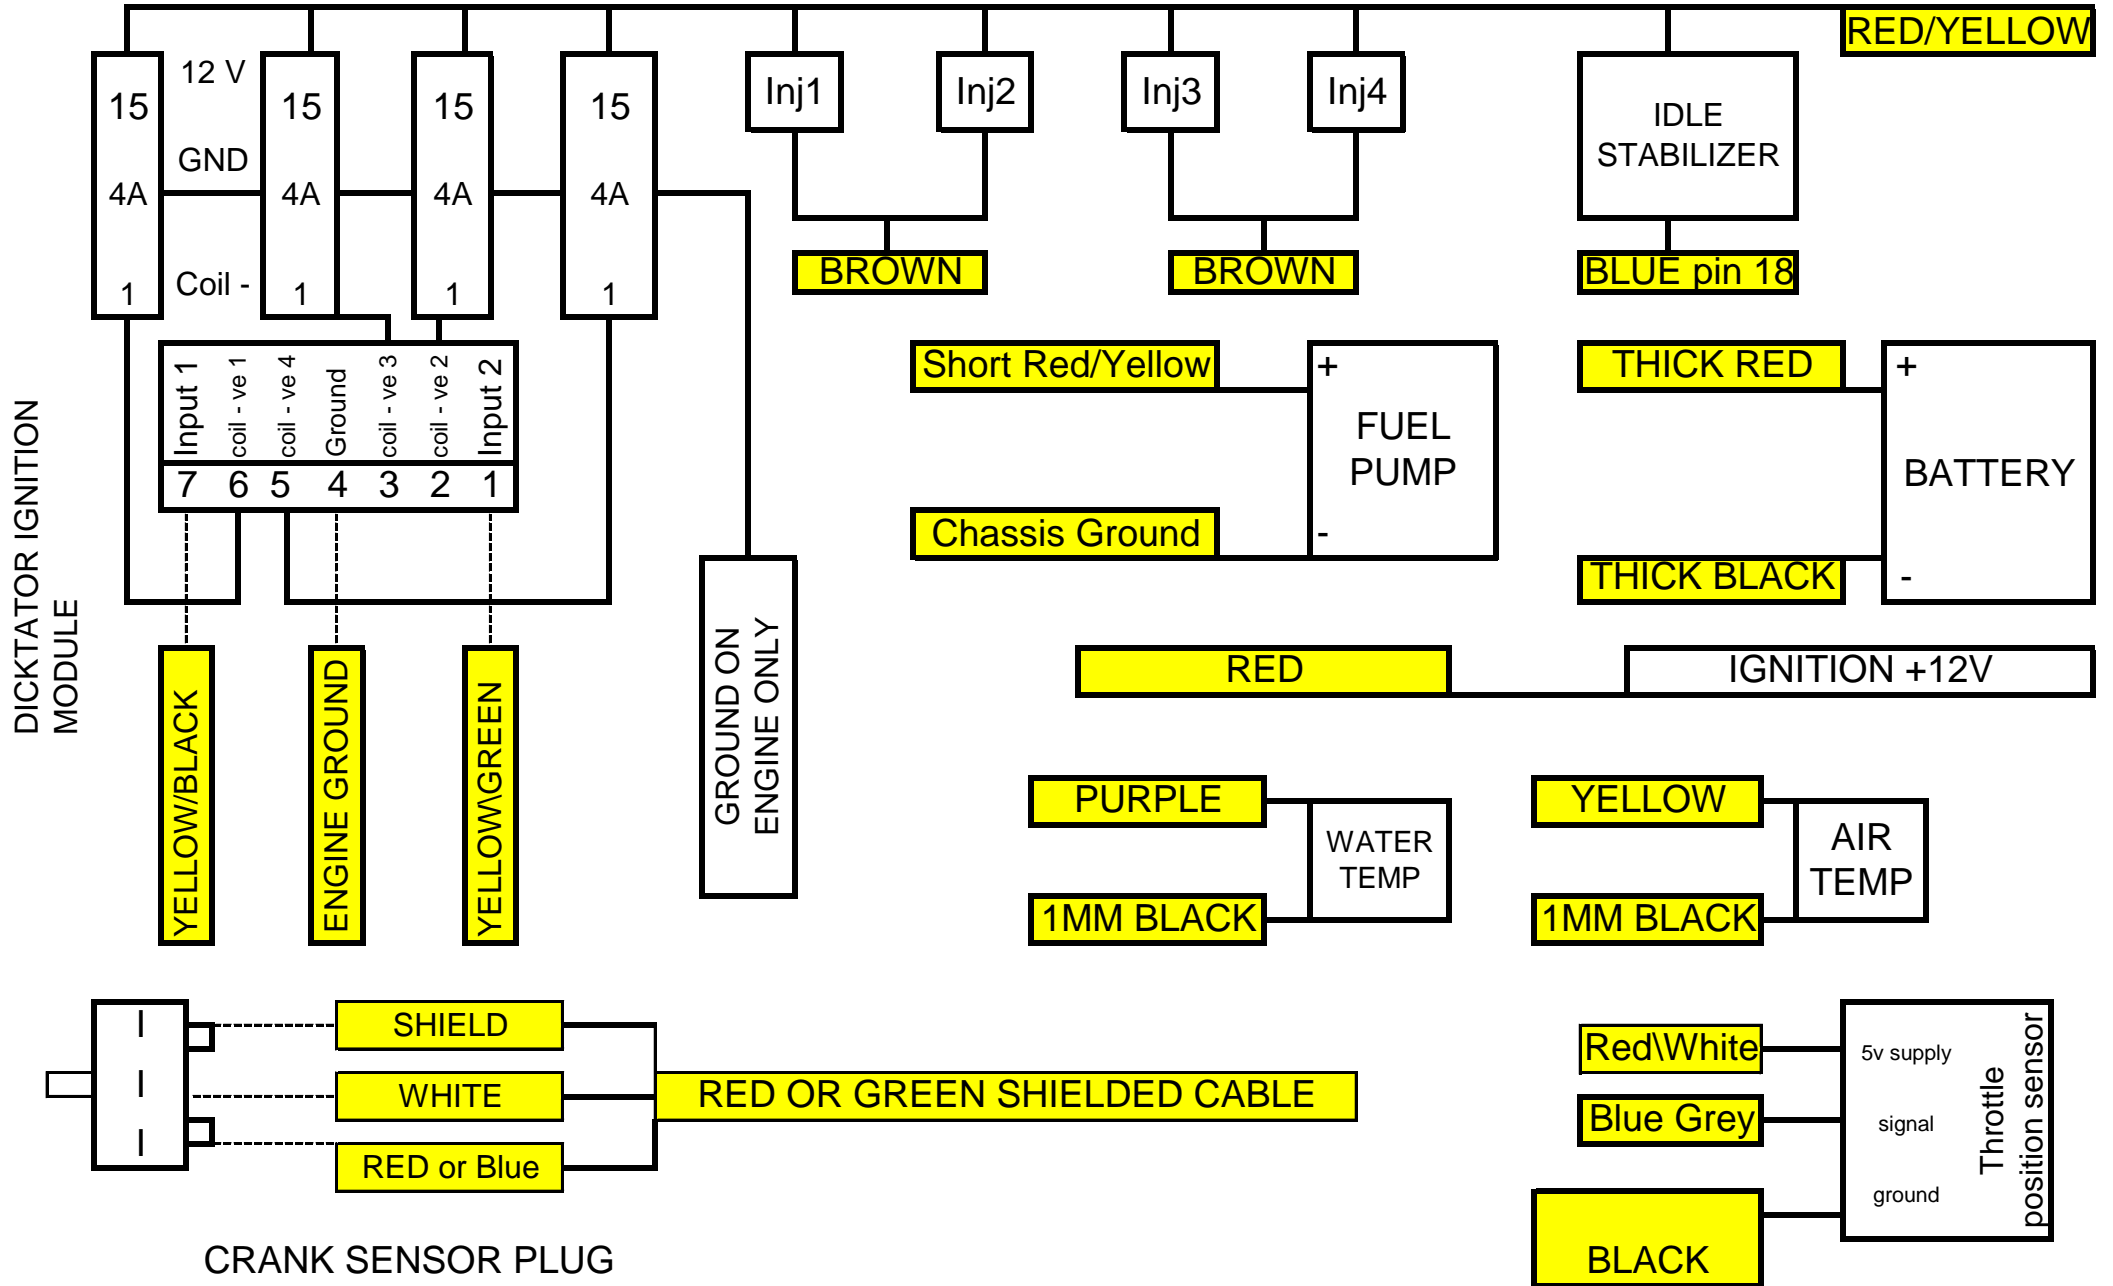 RED/YELLOW
12 V
15
15
15
15
GND
4A
4A
4A
4A
Coil -
1
1
1
1
Inj1
Inj2
Inj3
Inj4
IDLE
STABILIZER
BROWN
BROWN
BLUE pin 18
DICKTATOR IGNITION
MODULE
Input 1
coil - ve 1
coil - ve 4
Ground
coil - ve 3
coil - ve 2
Input 2
7
6
5
4
3
2
1
Short Red/Yellow
+
FUEL
PUMP
Chassis Ground
-
THICK RED
+
BATTERY
THICK BLACK
-
YELLOW/BLACK
ENGINE GROUND
YELLOW\GREEN
GROUND ON
ENGINE ONLY
RED
IGNITION +12V
PURPLE
WATER
TEMP
1MM BLACK
YELLOW
AIR
TEMP
1MM BLACK
SHIELD
WHITE
RED or Blue
RED OR GREEN SHIELDED CABLE
CRANK SENSOR PLUG
Red\White
5v supply
Blue Grey
signal
ground
BLACK
Throttle
position sensor